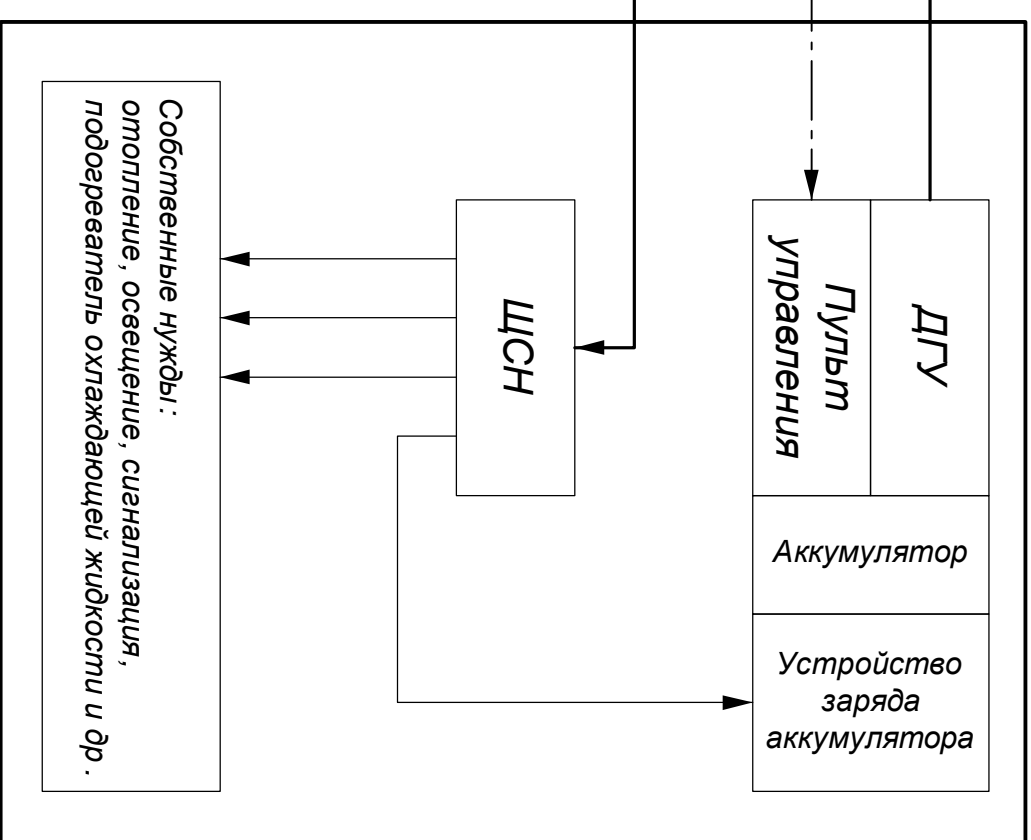 ДГУ
Пульт
управления
Аккумулятор
Устройство
заряда
аккумулятора
ЩСН
Собственные нужды:
отопление, освещение, сигнализация,
подогреватель охлаждающей жидкости и др.